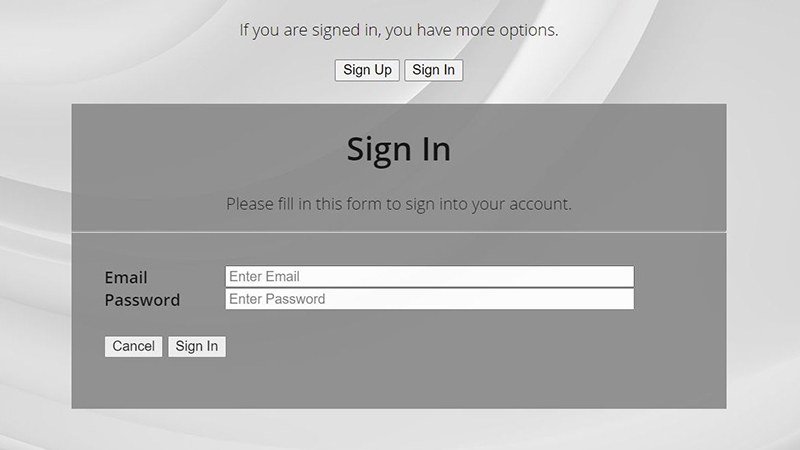 If you are signed in, you have more options.
Sign Up Sign In
Sign In
Please fill in this form to sign into your account.
Email Enter Email
Password Enter Password
Cancel Sign In